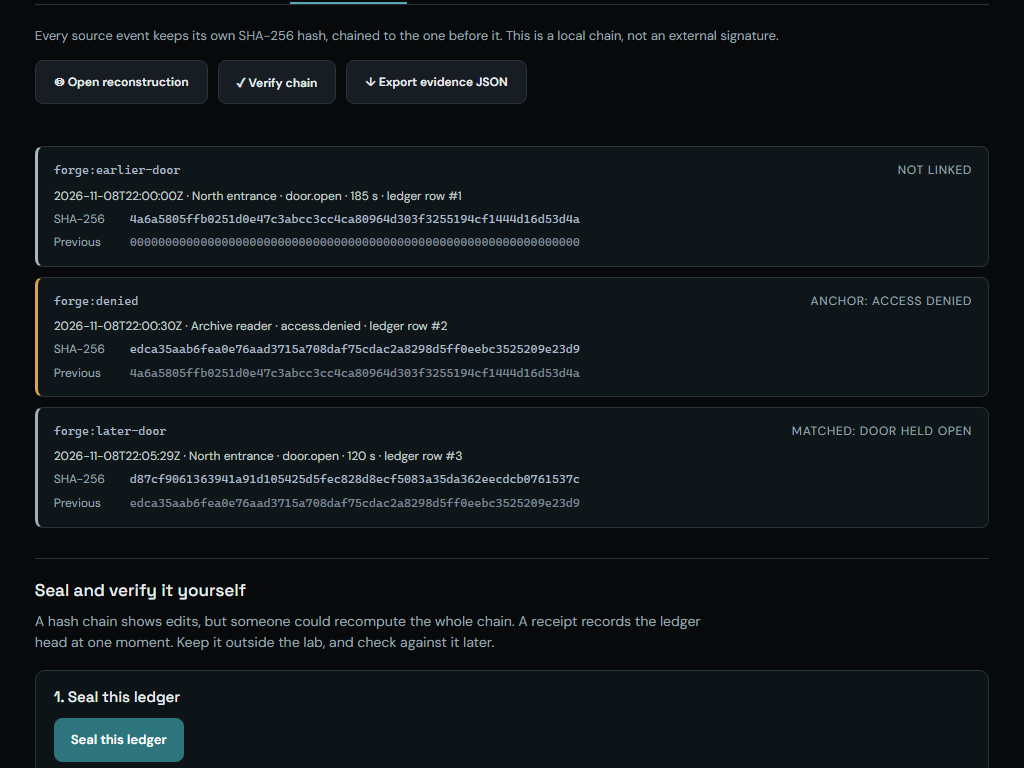 Every source event keeps its own SHA-256 hash, chained to the one before it. This is a local chain, not an external signature.
Open reconstruction
✓ Verify chain
↓ Export evidence JSON
forge:earlier-door
NOT LINKED
2026-11-08T22:00:00Z · North entrance · door.open · 185 s · ledger row #1
SHA-256 4a6a5805ffb0251d0e47c3abcc3cc4ca80964d303f3255194cf1444d16d53d4a
Previous 0000000000000000000000000000000000000000000000000000000000000000
forge:denied
ANCHOR: ACCESS DENIED
2026-11-08T22:00:30Z · Archive reader · access.denied · ledger row #2
SHA-256 edca35aab6fea0e76aad3715a708daf75cdac2a8298d5ff0eebc3525209e23d9
Previous 4a6a5805ffb0251d0e47c3abcc3cc4ca80964d303f3255194cf1444d16d53d4a
forge:later-door
MATCHED: DOOR HELD OPEN
2026-11-08T22:05:29Z · North entrance · door.open · 120 s · ledger row #3
SHA-256 d87cf9061363941a91d105425d5fec828d8ecf5083a35da362eecdcb0761537c
Previous edca35aab6fea0e76aad3715a708daf75cdac2a8298d5ff0eebc3525209e23d9
Seal and verify it yourself
A hash chain shows edits, but someone could recompute the whole chain. A receipt records the ledger
head at one moment. Keep it outside the lab, and check against it later.
1. Seal this ledger
Seal this ledger